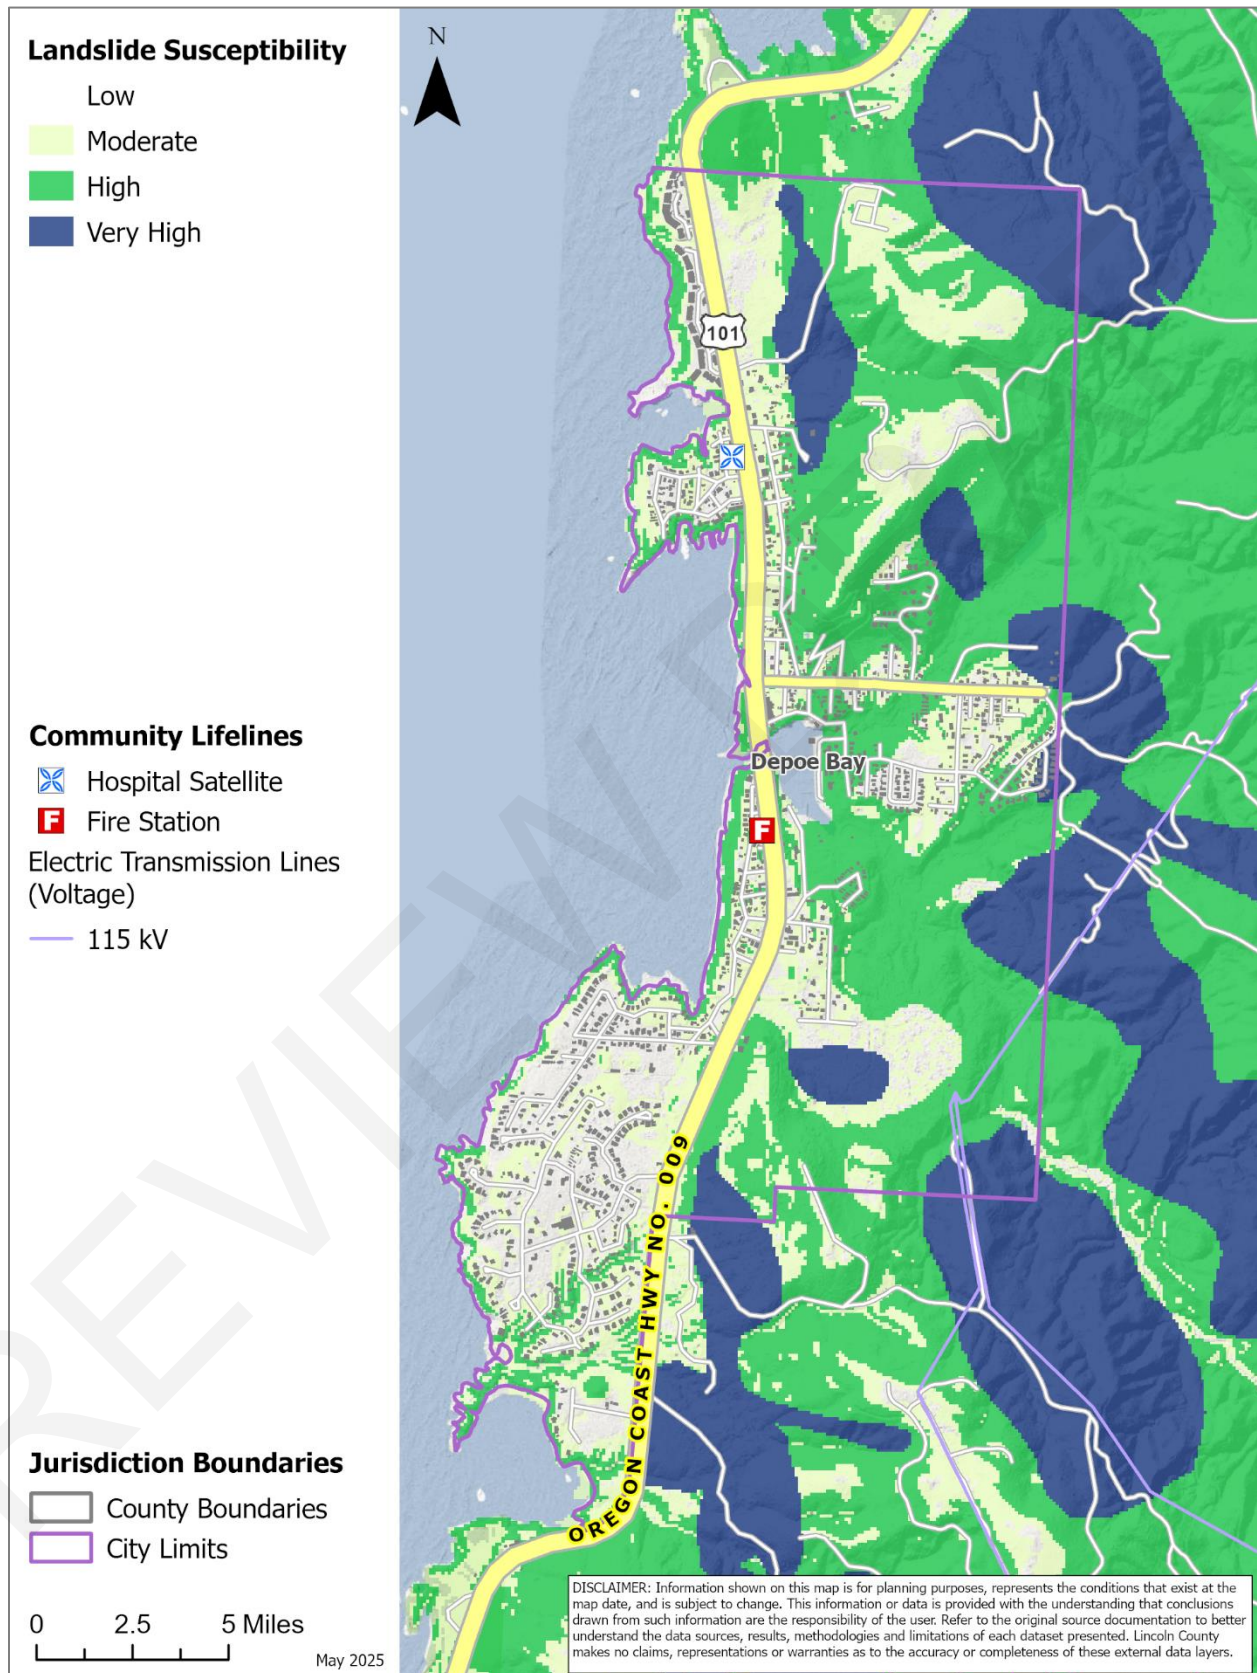 Landslide Susceptibility
Low
Moderate
High
Very High
Community Lifelines
Hospital Satellite
F Fire Station
Electric Transmission Lines
(Voltage)
115 kV
Jurisdiction Boundaries
County Boundaries
City Limits
0 2.5 5 Miles
May 2025
N
101
Depoe Bay
F
OREGON COAST HWY NO. 009
REVIEW
DISCLAIMER: Information shown on this map is for planning purposes, represents the conditions that exist at the
map date, and is subject to change. This information or data is provided with the understanding that conclusions
drawn from such information are the responsibility of the user. Refer to the original source documentation to better
understand the data sources, results, methodologies and limitations of each dataset presented. Lincoln County
makes no claims, representations or warranties as to the accuracy or completeness of these external data layers.